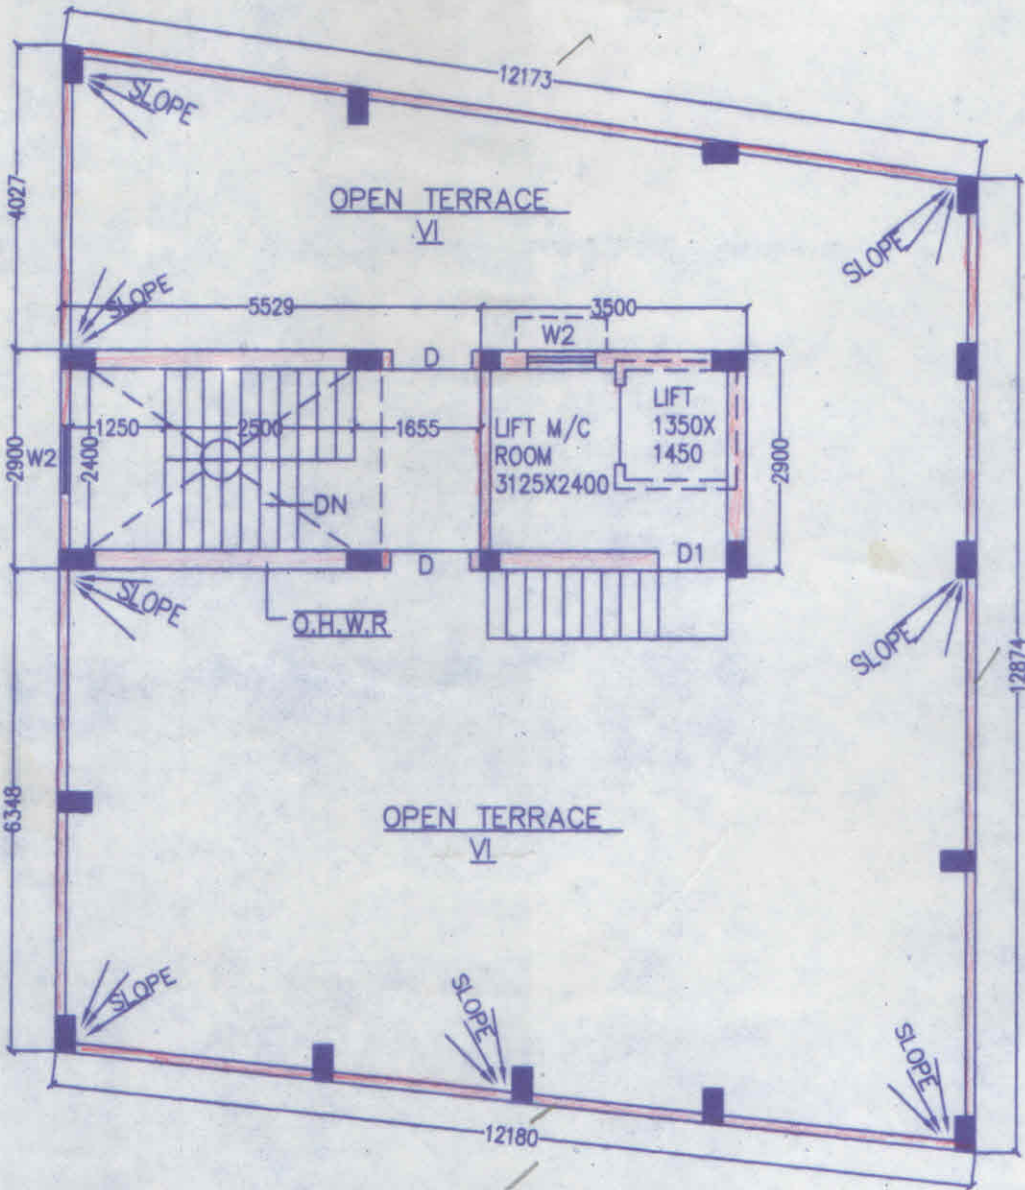 12173
SLOPE
4027
OPEN TERRACE
VI
SLOPE
SLOPE
5529
3500
W2
D
LIFT
1350X
1450
1250
2500
1655
LIFT M/C
ROOM
3125X2400
2900
W2
2400
2900
DN
D
D1
SLOPE
O.H.W.R
SLOPE
12874
6348
OPEN TERRACE
VI
SLOPE
SLOPE
SLOPE
12180